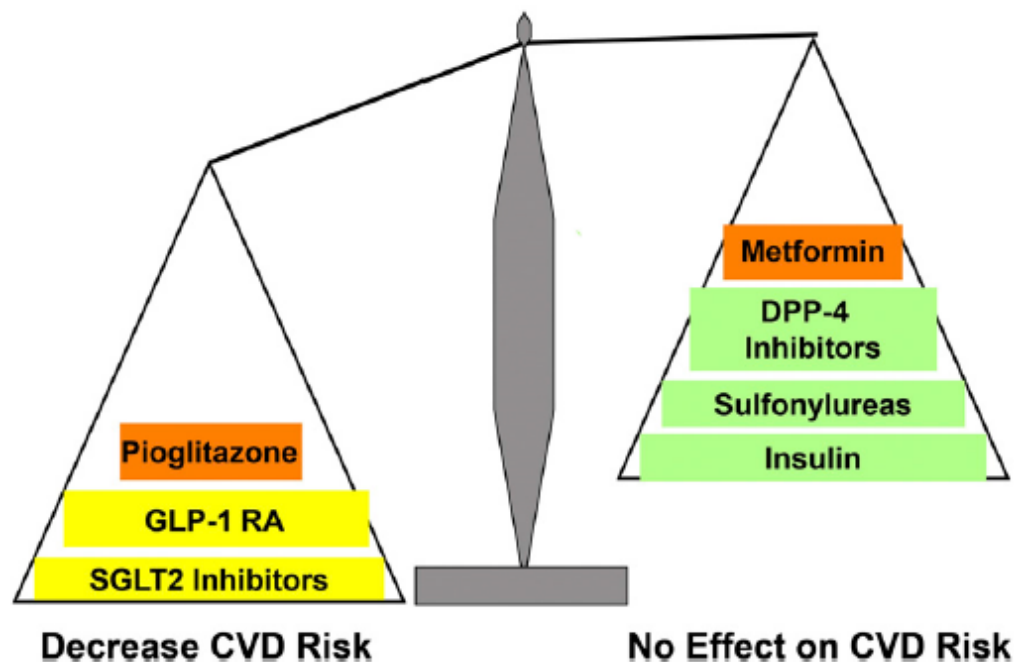 Metformin
DPP-4
Inhibitors
Sulfonylureas
Insulin
Pioglitazone
GLP-1 RA
SGLT2 Inhibitors
Decrease CVD Risk
No Effect on CVD Risk